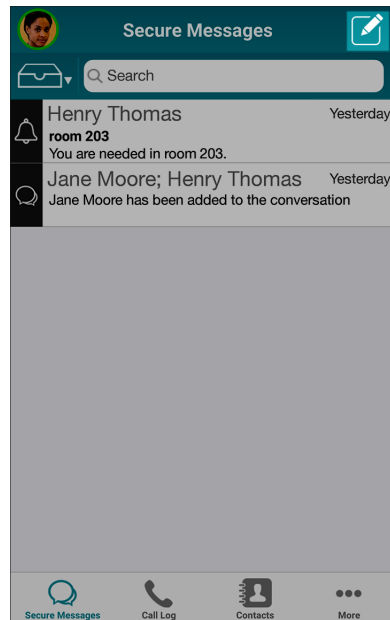 Secure Messages
Search
Henry Thomas Yesterday
room 203
You are needed in room 203.
Jane Moore; Henry Thomas Yesterday
Jane Moore has been added to the conversation
Secure Messages Call Log Contacts More